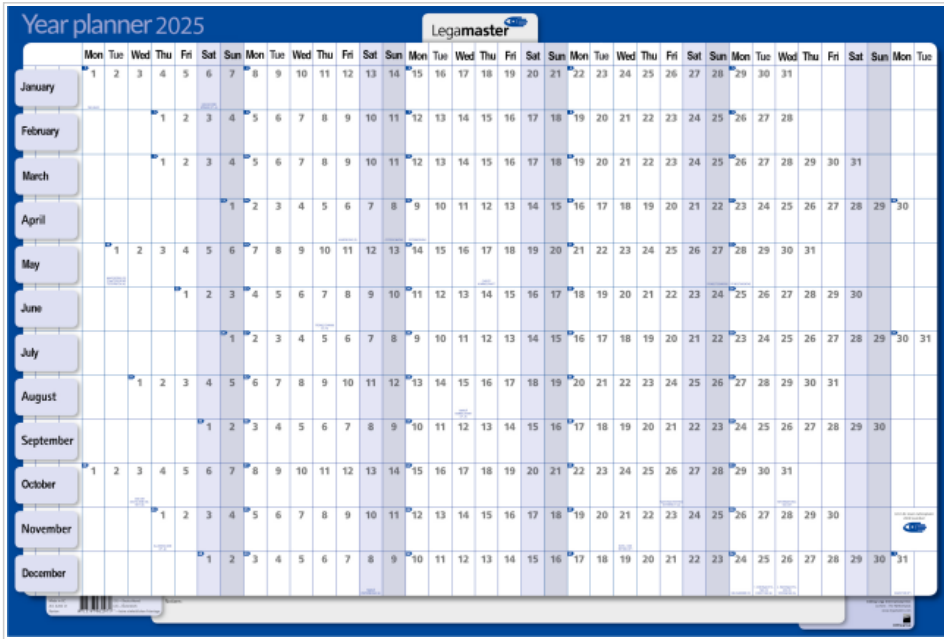 Year planner 2025
Legamaster
Mon Tue Wed Thu Fri Sat Sun Mon Tue Wed Thu Fri Sat Sun Mon Tue Wed Thu Fri Sat Sun Mon Tue Wed Thu Fri Sat Sun Mon Tue Wed Thu Fri Sat Sun Mon Tue
January 1 2 3 4 5 6 7 8 9 10 11 12 13 14 15 16 17 18 19 20 21 22 23 24 25 26 27 28 29 30 31
February 1 2 3 4 5 6 7 8 9 10 11 12 13 14 15 16 17 18 19 20 21 22 23 24 25 26 27 28
March 1 2 3 4 5 6 7 8 9 10 11 12 13 14 15 16 17 18 19 20 21 22 23 24 25 26 27 28 29 30 31
April 1 2 3 4 5 6 7 8 9 10 11 12 13 14 15 16 17 18 19 20 21 22 23 24 25 26 27 28 29 30
May 1 2 3 4 5 6 7 8 9 10 11 12 13 14 15 16 17 18 19 20 21 22 23 24 25 26 27 28 29 30 31
June 1 2 3 4 5 6 7 8 9 10 11 12 13 14 15 16 17 18 19 20 21 22 23 24 25 26 27 28 29 30
July 1 2 3 4 5 6 7 8 9 10 11 12 13 14 15 16 17 18 19 20 21 22 23 24 25 26 27 28 29 30 31
August 1 2 3 4 5 6 7 8 9 10 11 12 13 14 15 16 17 18 19 20 21 22 23 24 25 26 27 28 29 30 31
September 1 2 3 4 5 6 7 8 9 10 11 12 13 14 15 16 17 18 19 20 21 22 23 24 25 26 27 28 29 30
October 1 2 3 4 5 6 7 8 9 10 11 12 13 14 15 16 17 18 19 20 21 22 23 24 25 26 27 28 29 30 31
November 1 2 3 4 5 6 7 8 9 10 11 12 13 14 15 16 17 18 19 20 21 22 23 24 25 26 27 28 29 30
December 1 2 3 4 5 6 7 8 9 10 11 12 13 14 15 16 17 18 19 20 21 22 23 24 25 26 27 28 29 30 31